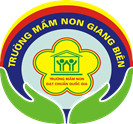 TRƯỜNG MẦM NON GIANG BIÊN
TRƯỜNG MẦM NON
ĐẠT CHUẨN QUỐC GIA